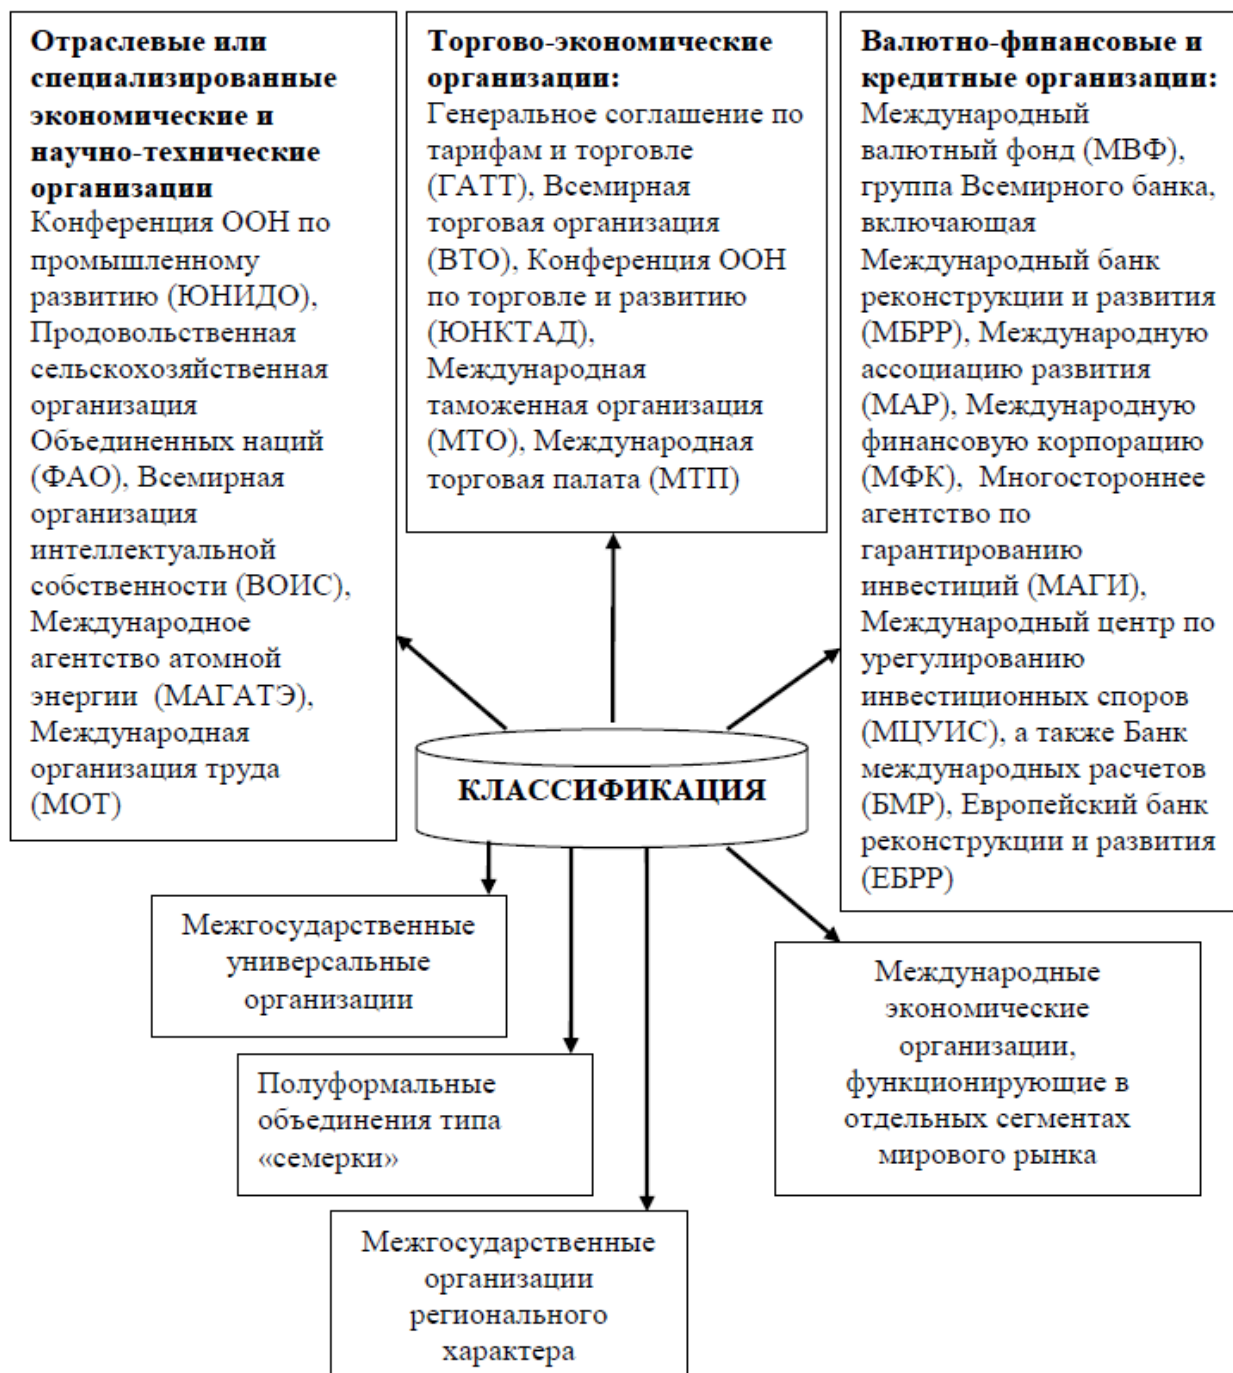 Отраслевые или
специализированные
экономические и
научно-технические
организации
Конференция ООН по
промышленному
развитию (ЮНИДО),
Продовольственная
сельскохозяйственная
организация
Объединенных наций
(ФАО), Всемирная
организация
интеллектуальной
собственности (ВОИС),
Международное
агентство атомной
энергии (МАГАТЭ),
Международная
организация труда
(МОТ)
Торгово-экономические
организации:
Генеральное соглашение по
тарифам и торговле
(ГАТТ), Всемирная
торговая организация
(ВТО), Конференция ООН
по торговле и развитию
(ЮНКТАД),
Международная
таможенная организация
(МТО), Международная
торговая палата (МТП)
Валютно-финансовые и
кредитные организации:
Международный
валютный фонд (МВФ),
группа Всемирного банка,
включающая
Международный банк
реконструкции и развития
(МБРР), Международную
ассоциацию развития
(МАР), Международную
финансовую корпорацию
(МФК), Многостороннее
агентство по
гарантированию
инвестиций (МАГИ),
Международный центр по
урегулированию
инвестиционных споров
(МЦУИС), а также Банк
международных расчетов
(БМР), Европейский банк
реконструкции и развития
(ЕБРР)
КЛАССИФИКАЦИЯ
Межгосударственные
универсальные
организации
Полуформальные
объединения типа
«семерки»
Межгосударственные
организации
регионального
характера
Международные
экономические
организации,
функционирующие в
отдельных сегментах
мирового рынка